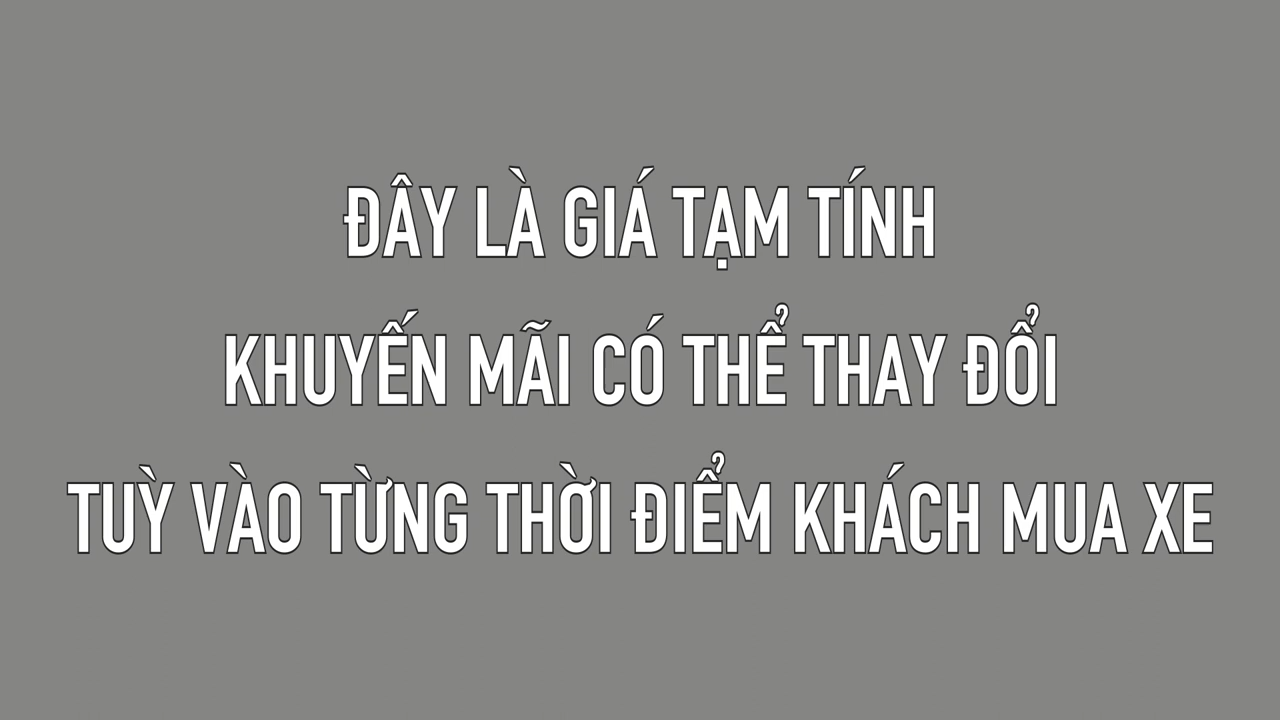 ĐÂY LÀ GIÁ TẠM TÍNH
KHUYẾN MÃI CÓ THỂ THAY ĐỔI
TUỲ VÀO TỪNG THỜI ĐIỂM KHÁCH MUA XE